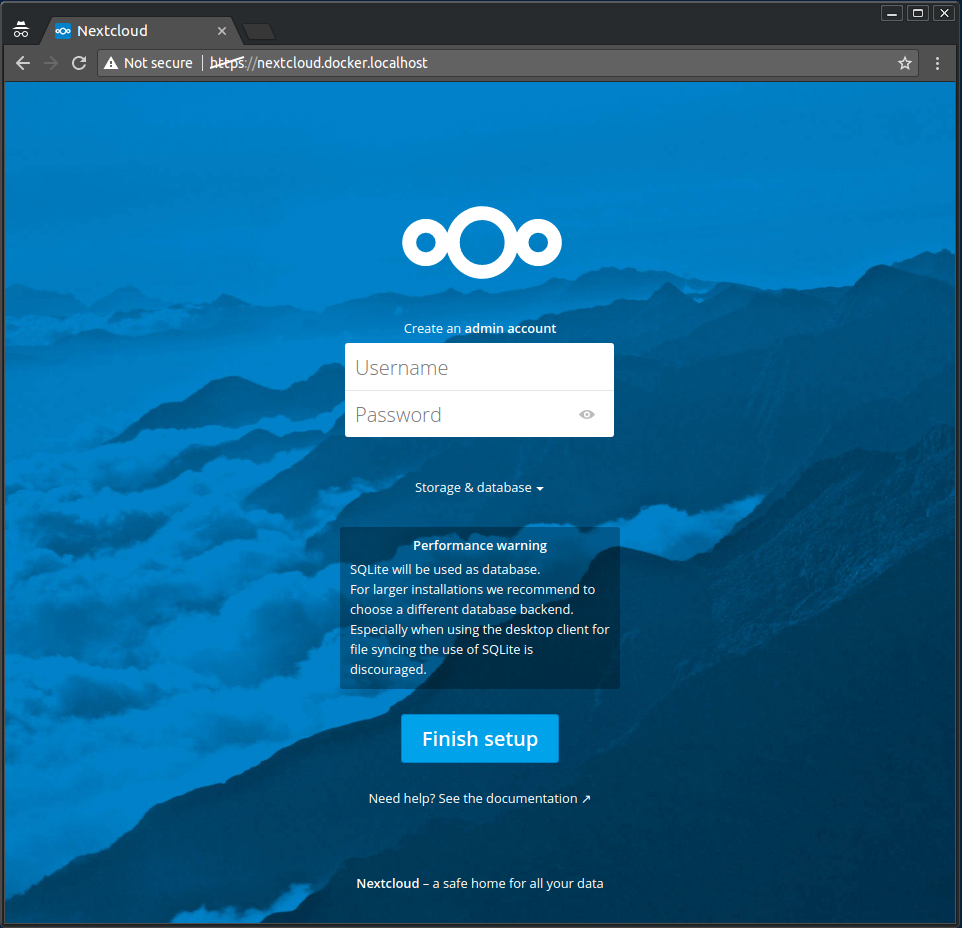 Nextcloud
Not secure | https://nextcloud.docker.localhost
Create an admin account
Username
Password
Storage & database
Performance warning
SQLite will be used as database.
For larger installations we recommend to
choose a different database backend.
Especially when using the desktop client for
file syncing the use of SQLite is
discouraged.
Finish setup
Need help? See the documentation ↗
Nextcloud – a safe home for all your data